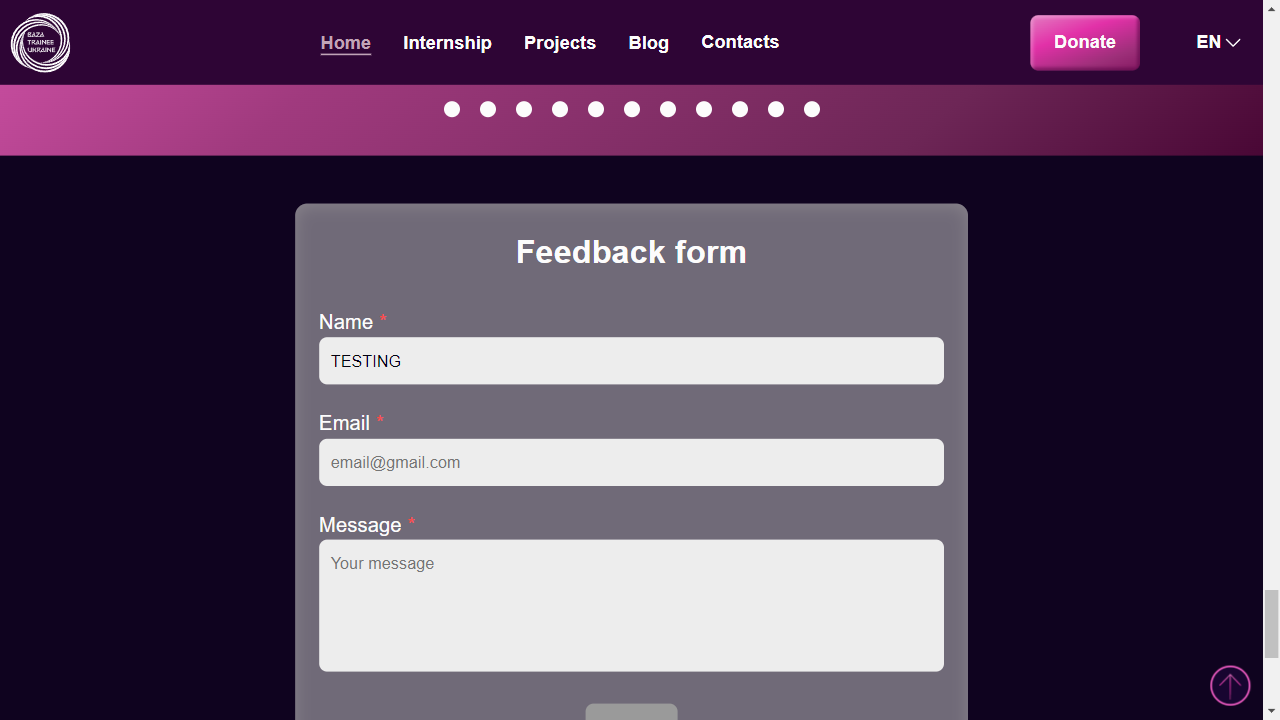 BAZA
TRAINEE
UKRAINE
Home
Internship
Projects
Blog
Contacts
Donate
EN
Feedback form
Name *
TESTING
Email *
email@gmail.com
Message *
Your message